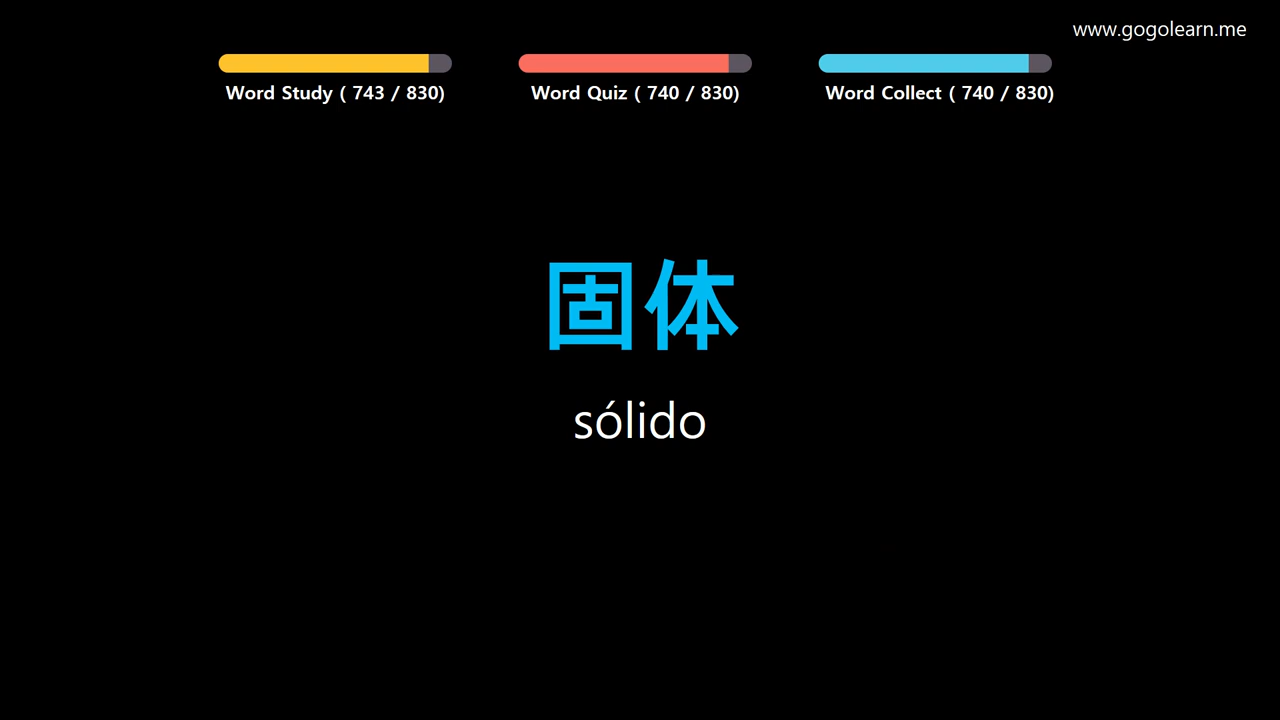 www.gogolearn.me
Word Study ( 743 / 830)
Word Quiz ( 740 / 830)
Word Collect ( 740 / 830)
固体
sólido